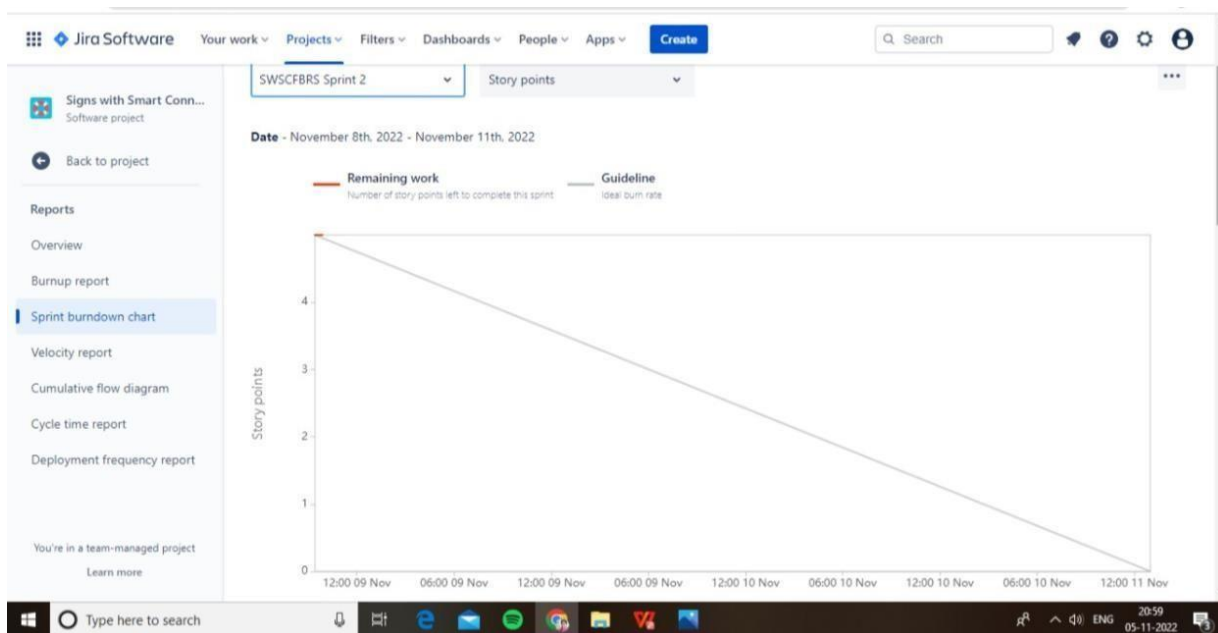 Jira Software Your work Projects Filters Dashboards People Apps Create Search
Signs with Smart Conn...
Software project
Back to project
Reports
Overview
Burnup report
Sprint burndown chart
Velocity report
Cumulative flow diagram
Cycle time report
Deployment frequency report
You're in a team-managed project
Learn more
SWSCFBRS Sprint 2 Story points
Date - November 8th, 2022 - November 11th, 2022
Remaining work
Number of story points left to complete this sprint
Guideline
Ideal burn rate
Story points
4
3
2
1
0
12:00 09 Nov 06:00 09 Nov 12:00 09 Nov 06:00 09 Nov 12:00 10 Nov 06:00 10 Nov 12:00 10 Nov 06:00 10 Nov 12:00 11 Nov
Type here to search
ENG
20:59
05-11-2022
3